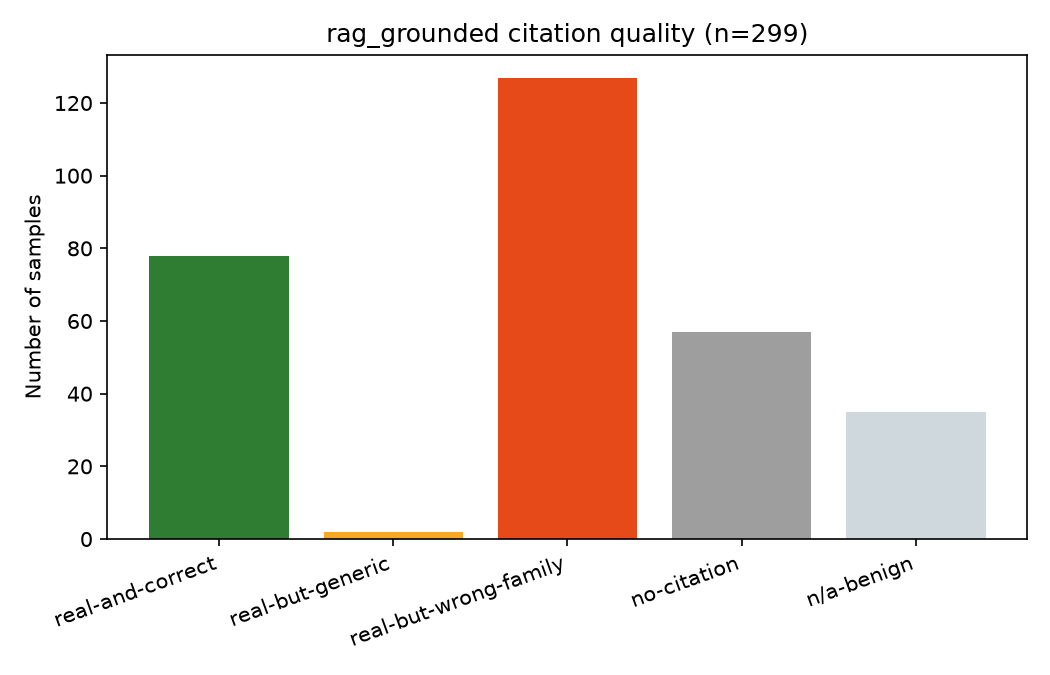 rag_grounded citation quality (n=299)
Number of samples
120
100
80
60
40
20
0
real-and-correct
real-but-generic
real-but-wrong-family
no-citation
n/a-benign